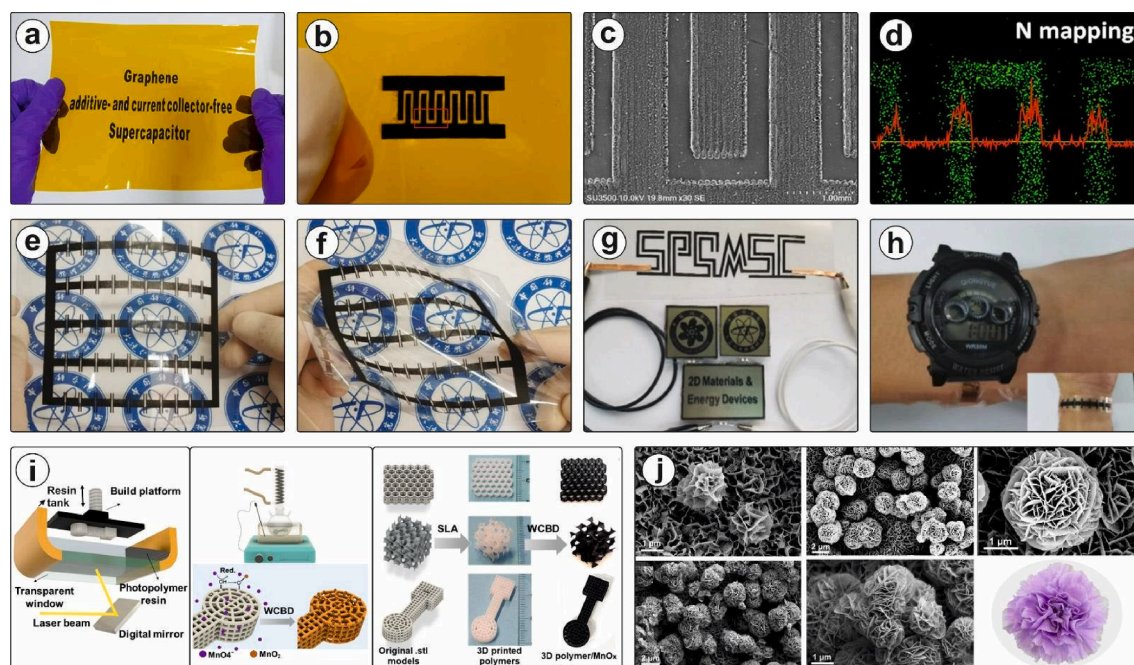 a
Graphene
additive- and current collector-free
Supercapacitor
b
c
SU3500 10.0kV 19.8mm x30 SE
1.00mm
d
N mapping
e
f
g
SPSMSC
2D Materials &
Energy Devices
h
i
Resin
tank
Build platform
Transparent
window
Photopolymer
resin
Laser beam
Digital mirror
Red.
WCBD
MnO4⁻
MnO₂
SLA
WCBD
Original .stl
models
3D printed
polymers
3D polymer/MnOx
j
1 μm
2 μm
1 μm
2 μm
1 μm